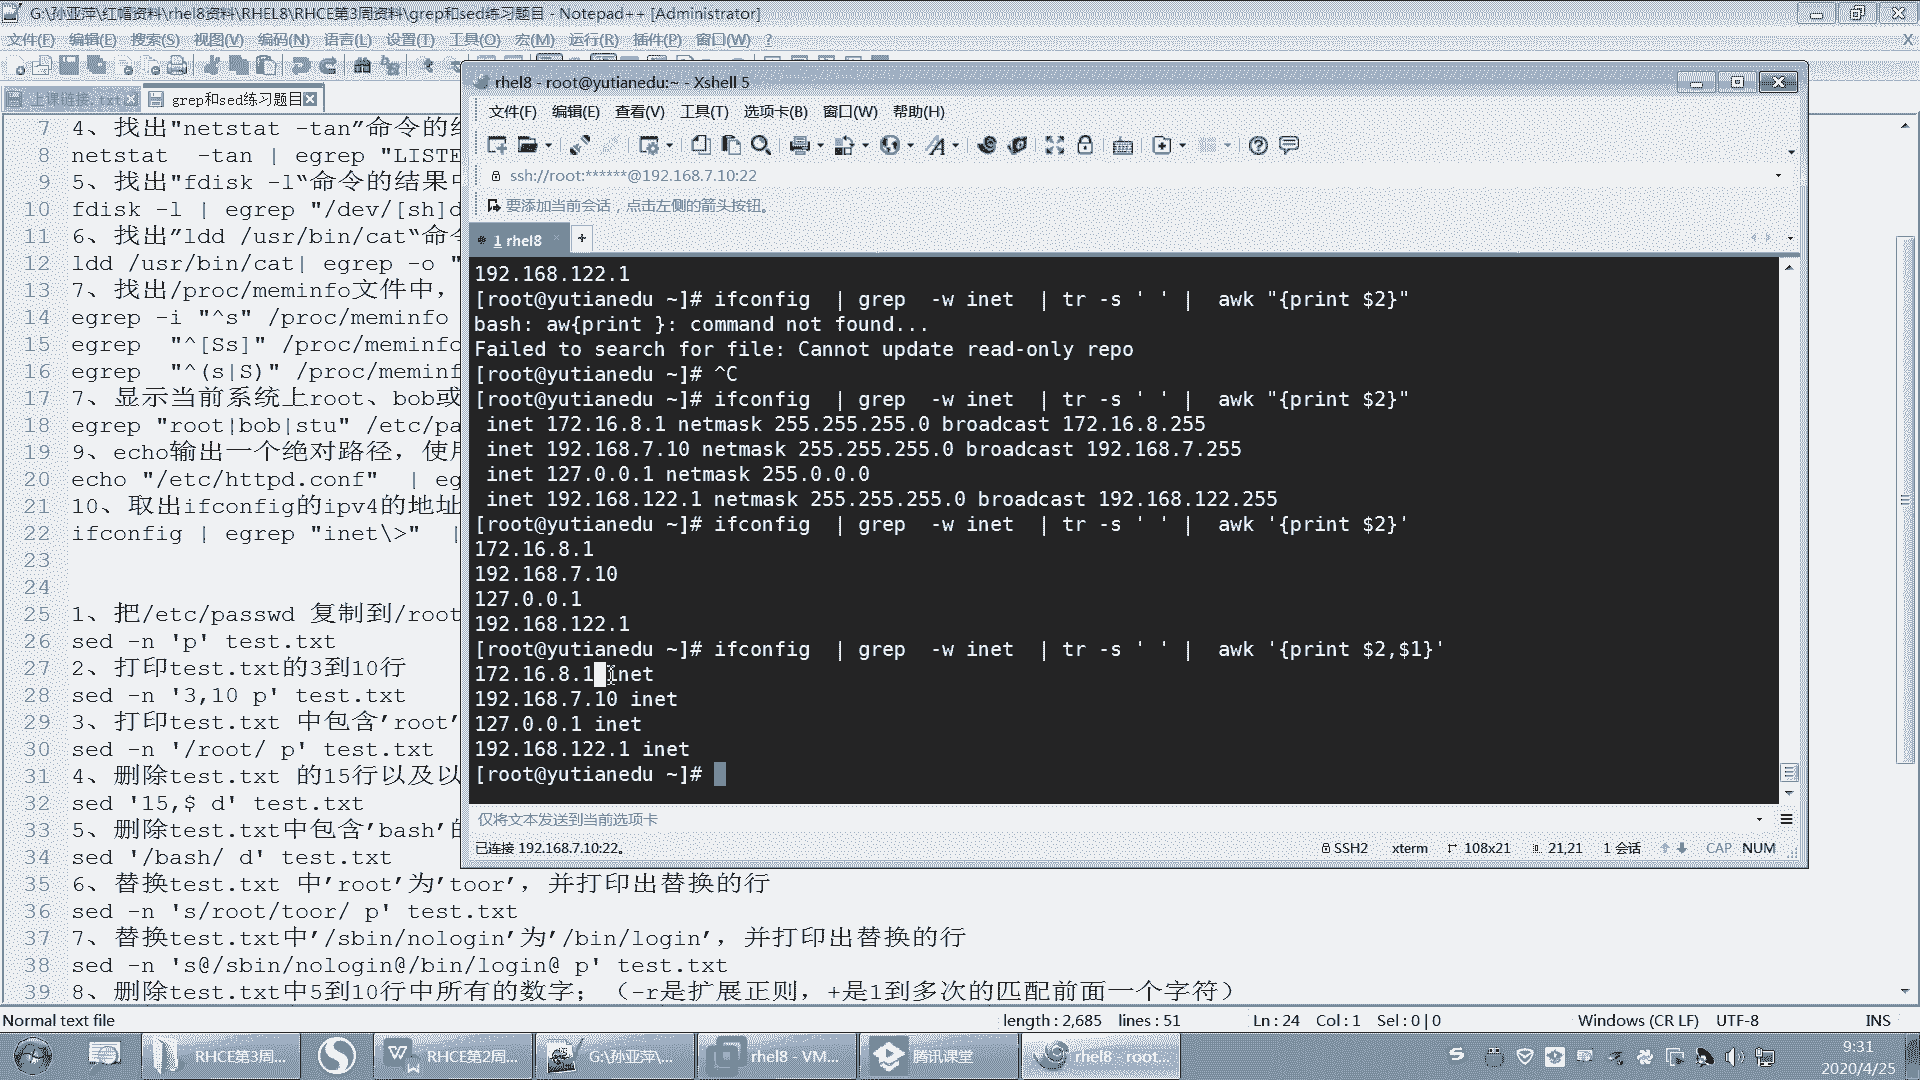 G:\孙亚萍\红帽资料\rhel8资料\RHEL8\RHCE第3周资料\grep和sed练习题目 - Notepad++ [Administrator]
文件(F) 编辑(E) 搜索(S) 视图(V) 编码(N) 语言(L) 设置(T) 工具(O) 宏(M) 运行(R) 插件(P) 窗口(W) ? X
上课链接.txt grep和sed练习题目
7 4、找出"netstat -tan”命令的结
8 netstat  -tan | egrep "LISTE
9 5、找出"fdisk -l“命令的结果中
10 fdisk -l | egrep "/dev/[sh]d
11 6、找出”ldd /usr/bin/cat“命令
12 ldd /usr/bin/cat| egrep -o "
13 7、找出/proc/meminfo文件中，
14 egrep -i "^s" /proc/meminfo
15 egrep  "^[Ss]" /proc/meminfo
16 egrep  "^(s|S)" /proc/meminf
17 7、显示当前系统上root、bob或
18 egrep "root|bob|stu" /etc/pa
19 9、echo输出一个绝对路径，使用
20 echo "/etc/httpd.conf"  | eg
21 10、取出ifconfig的ipv4的地址
22 ifconfig | egrep "inet\>"  |
23
24
25 1、把/etc/passwd 复制到/root
26 sed -n 'p' test.txt
27 2、打印test.txt的3到10行
28 sed -n '3,10 p' test.txt
29 3、打印test.txt 中包含’root’
30 sed -n '/root/ p' test.txt
31 4、删除test.txt 的15行以及以
32 sed '15,$ d' test.txt
33 5、删除test.txt中包含’bash’的
34 sed '/bash/ d' test.txt
35 6、替换test.txt 中’root’为’toor’，并打印出替换的行
36 sed -n 's/root/toor/ p' test.txt
37 7、替换test.txt中’/sbin/nologin’为’/bin/login’，并打印出替换的行
38 sed -n 's@/sbin/nologin@/bin/login@ p' test.txt
39 8、删除test.txt中5到10行中所有的数字；（-r是扩展正则，+是1到多次的匹配前面一个字符）
rhel8 - root@yutianedu:~ - Xshell 5
文件(F) 编辑(E) 查看(V) 工具(T) 选项卡(B) 窗口(W) 帮助(H)
ssh://root:******@192.168.7.10:22
要添加当前会话，点击左侧的箭头按钮。
1 rhel8 × +
192.168.122.1
[root@yutianedu ~]# ifconfig  | grep  -w inet  | tr -s ' ' |  awk "{print $2}"
bash: aw{print }: command not found...
Failed to search for file: Cannot update read-only repo
[root@yutianedu ~]# ^C
[root@yutianedu ~]# ifconfig  | grep  -w inet  | tr -s ' ' |  awk "{print $2}"
 inet 172.16.8.1 netmask 255.255.255.0 broadcast 172.16.8.255
 inet 192.168.7.10 netmask 255.255.255.0 broadcast 192.168.7.255
 inet 127.0.0.1 netmask 255.0.0.0
 inet 192.168.122.1 netmask 255.255.255.0 broadcast 192.168.122.255
[root@yutianedu ~]# ifconfig  | grep  -w inet  | tr -s ' ' |  awk '{print $2}'
172.16.8.1
192.168.7.10
127.0.0.1
192.168.122.1
[root@yutianedu ~]# ifconfig  | grep  -w inet  | tr -s ' ' |  awk '{print $2,$1}'
172.16.8.1 inet
192.168.7.10 inet
127.0.0.1 inet
192.168.122.1 inet
[root@yutianedu ~]#
仅将文本发送到当前选项卡
已连接 192.168.7.10:22。 SSH2 xterm 108x21 21,21 1 会话 CAP NUM
Normal text file length : 2,685 lines : 51 Ln : 24 Col : 1 Sel : 0 | 0 Windows (CR LF) UTF-8 INS
RHCE第3周... RHCE第2周... G:\孙亚萍\... rhel8 - VM... 腾讯课堂 rhel8 - root...
9:31
2020/4/25